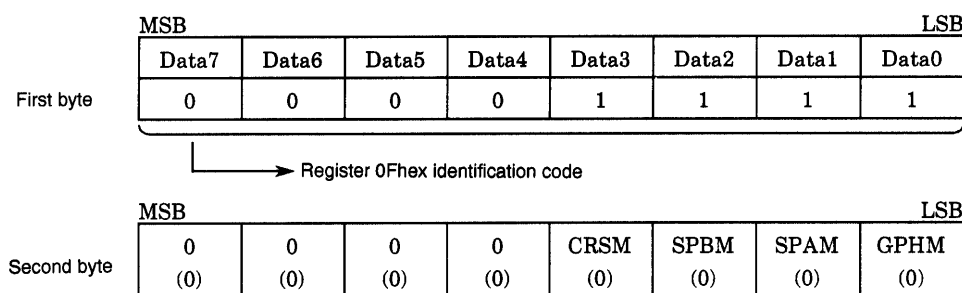 MSB LSB
Data7 Data6 Data5 Data4 Data3 Data2 Data1 Data0
First byte 0 0 0 0 1 1 1 1
Register 0Fhex identification code
MSB LSB
0 0 0 0 CRSM SPBM SPAM GPHM
Second byte
(0) (0) (0) (0) (0) (0) (0) (0)